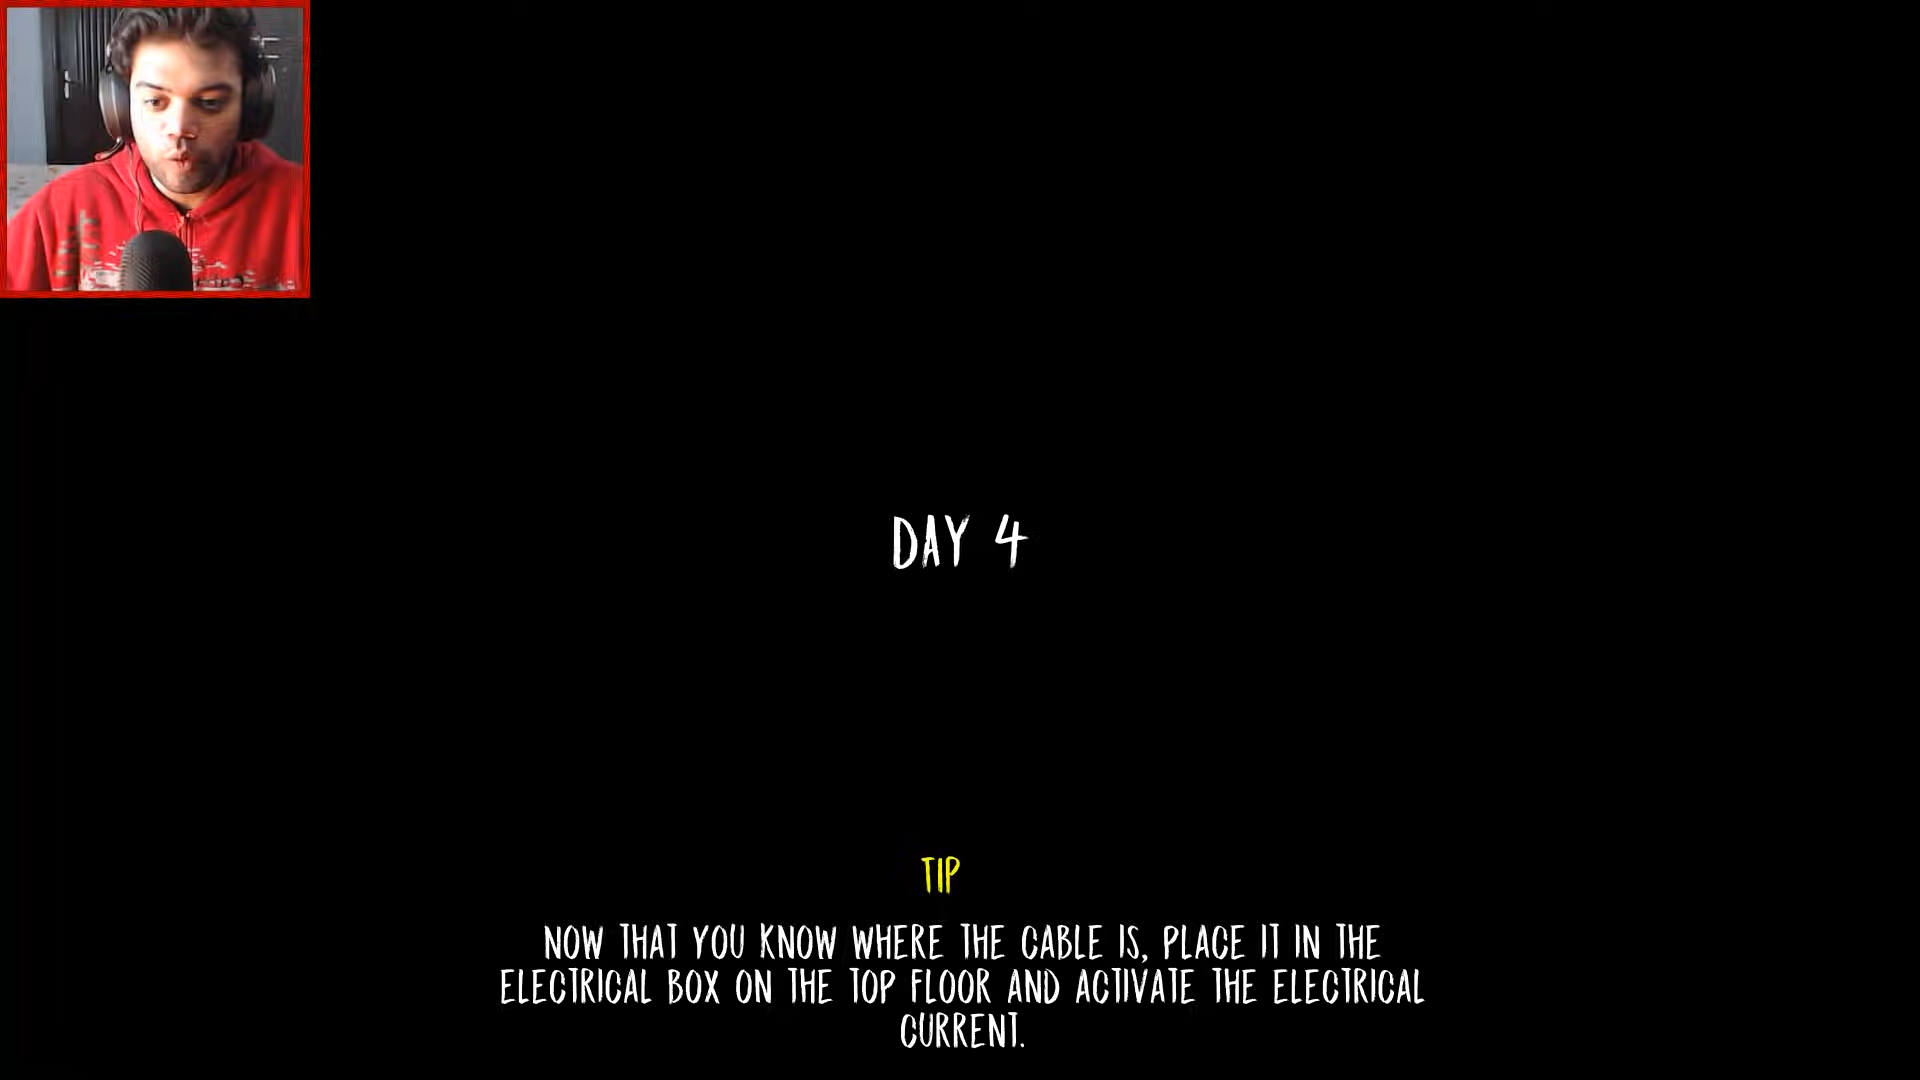 DAY 4
TIP
NOW THAT YOU KNOW WHERE THE CABLE IS, PLACE IT IN THE
ELECTRICAL BOX ON THE TOP FLOOR AND ACTIVATE THE ELECTRICAL
CURRENT.